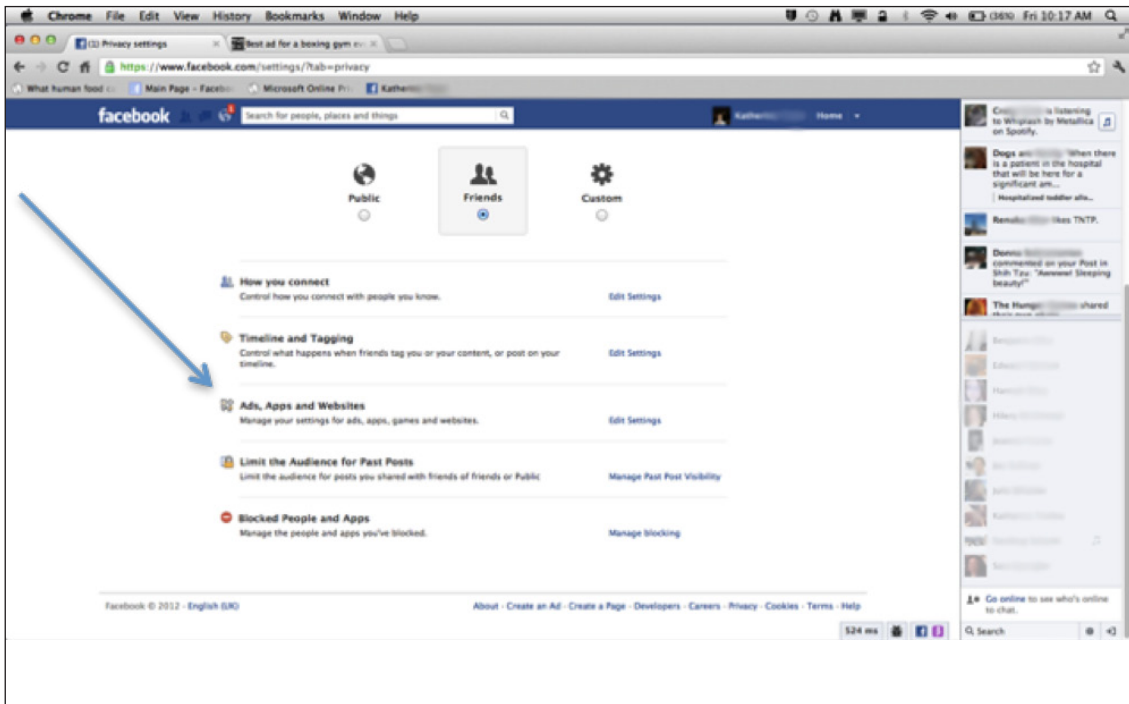 Chrome File Edit View History Bookmarks Window Help
(36%) Fri 10:17 AM
(1) Privacy settings
Best ad for a boxing gym ev
https://www.facebook.com/settings/?tab=privacy
What human food c
Main Page - Facebo
Microsoft Online Pri
facebook
Search for people, places and things
Home
Public
Friends
Custom
How you connect
Control how you connect with people you know.
Edit Settings
Timeline and Tagging
Control what happens when friends tag you or your content, or post on your
timeline.
Edit Settings
Ads, Apps and Websites
Manage your settings for ads, apps, games and websites.
Edit Settings
Limit the Audience for Past Posts
Limit the audience for posts you shared with friends of friends or Public
Manage Past Post Visibility
Blocked People and Apps
Manage the people and apps you've blocked.
Manage blocking
Facebook © 2012 · English (UK)
About · Create an Ad · Create a Page · Developers · Careers · Privacy · Cookies · Terms · Help
is listening
to Whiplash by Metallica
on Spotify.
Dogs "When there
is a patient in the hospital
that will be here for a
significant am...
Hospitalized toddler allo...
likes TNTP.
Donna
commented on your Post in
Shih Tzu: "Awwww! Sleeping
beauty!"
The shared
Go online to see who's online
to chat.
524 ms
Search